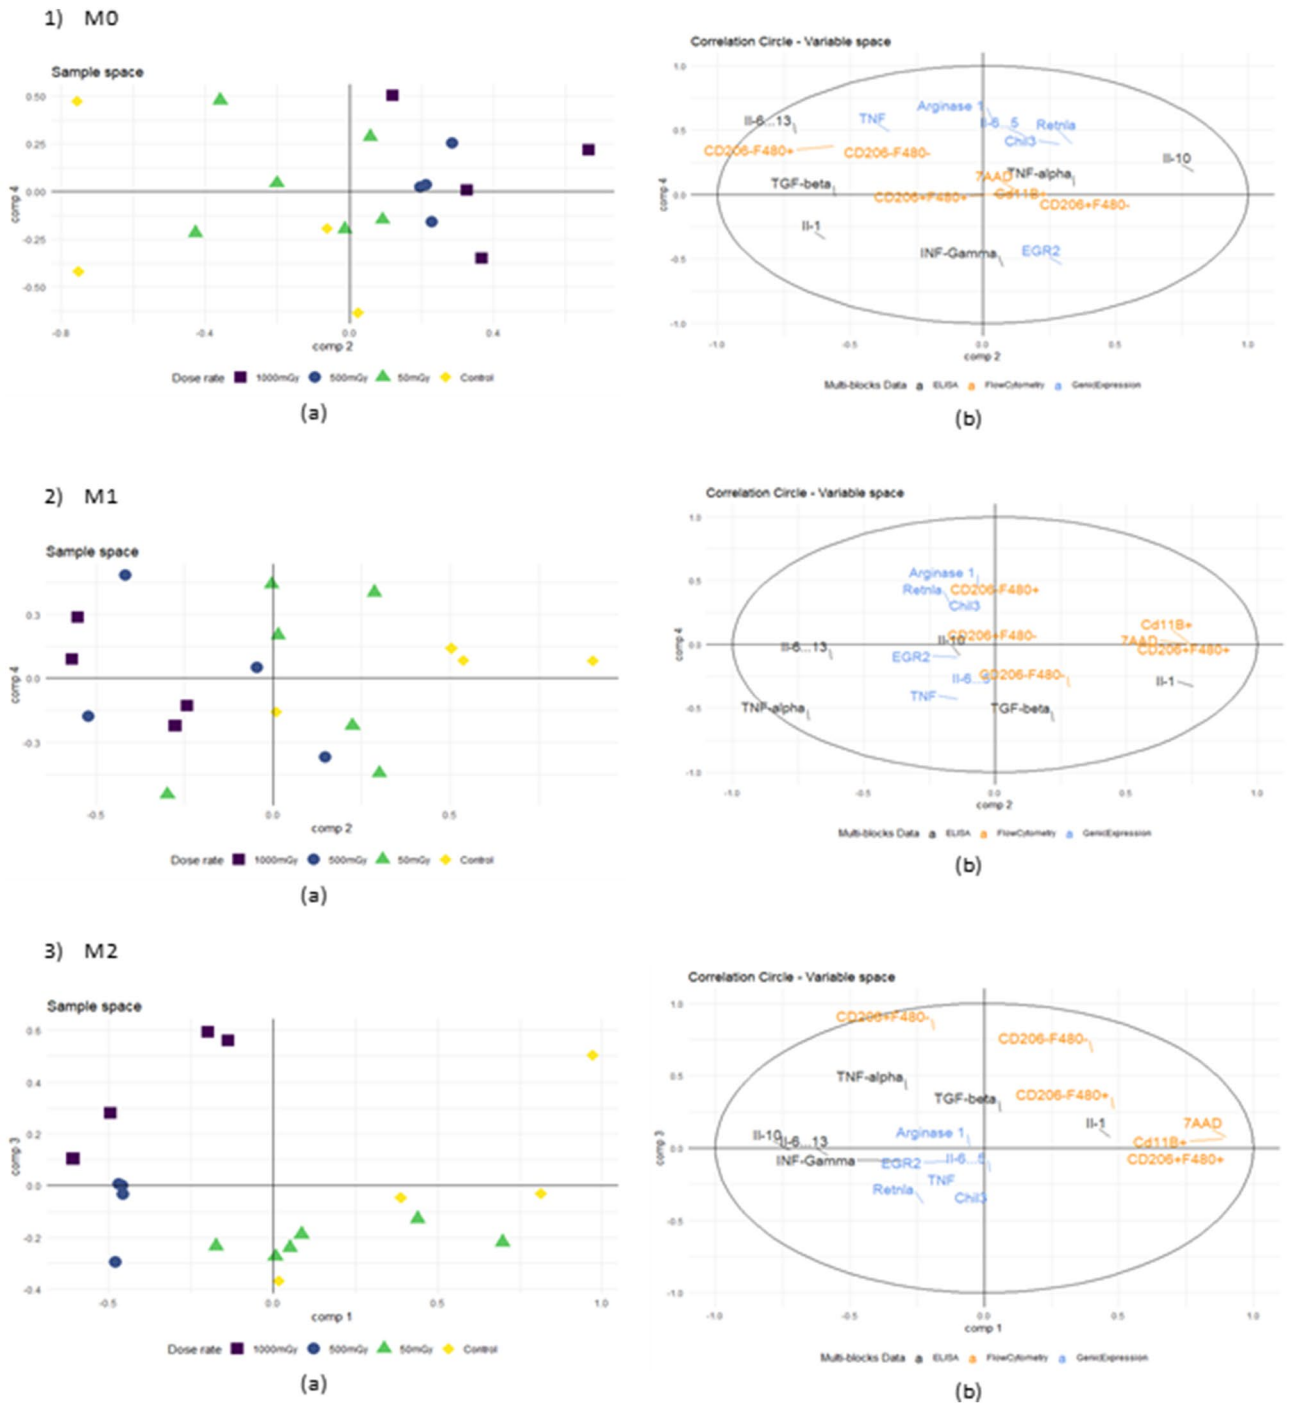 1) M0
Sample space
0.50
0.25
0.00
-0.25
-0.50
comp 4
-0.8
-0.4
0.0
0.4
comp 2
Dose rate 1000mGy 500mGy 50mGy Control
(a)
Correlation Circle - Variable space
1.0
0.5
0.0
-0.5
-1.0
comp 4
Arginase 1
Il-6...13
TNF
Il-6...5
Retnla
Chil3
CD206-F480+
CD206-F480-
Il-10
TNF-alpha
7AAD
TGF-beta
CD206+F480+
Cd11B+
CD206+F480-
Il-1
INF-Gamma
EGR2
-1.0
-0.5
0.0
0.5
1.0
comp 2
Multi-blocks Data a ELISA a FlowCytometry a GenicExpression
(b)
2) M1
Sample space
0.3
0.0
-0.3
comp 4
-0.5
0.0
0.5
comp 2
Dose rate 1000mGy 500mGy 50mGy Control
(a)
Correlation Circle - Variable space
1.0
0.5
0.0
-0.5
-1.0
comp 4
Arginase 1
Retnla
CD206-F480+
Chil3
Cd11B+
CD206+F480-
Il-10
7AAD
Il-6...13
CD206+F480+
EGR2
Il-6...5
CD206-F480-
Il-1
TNF
TNF-alpha
TGF-beta
-1.0
-0.5
0.0
0.5
1.0
comp 2
Multi-blocks Data a ELISA a FlowCytometry a GenicExpression
(b)
3) M2
Sample space
0.6
0.4
0.2
0.0
-0.2
-0.4
comp 3
-0.5
0.0
0.5
1.0
comp 1
Dose rate 1000mGy 500mGy 50mGy Control
(a)
Correlation Circle - Variable space
1.0
0.5
0.0
-0.5
-1.0
comp 3
CD206+F480-
CD206-F480-
TNF-alpha
TGF-beta
CD206-F480+
Il-1
7AAD
Arginase 1
Il-10
Il-6...13
Cd11B+
INF-Gamma
EGR2
Il-6...5
CD206+F480+
TNF
Retnla
Chil3
-1.0
-0.5
0.0
0.5
1.0
comp 1
Multi-blocks Data a ELISA a FlowCytometry a GenicExpression
(b)